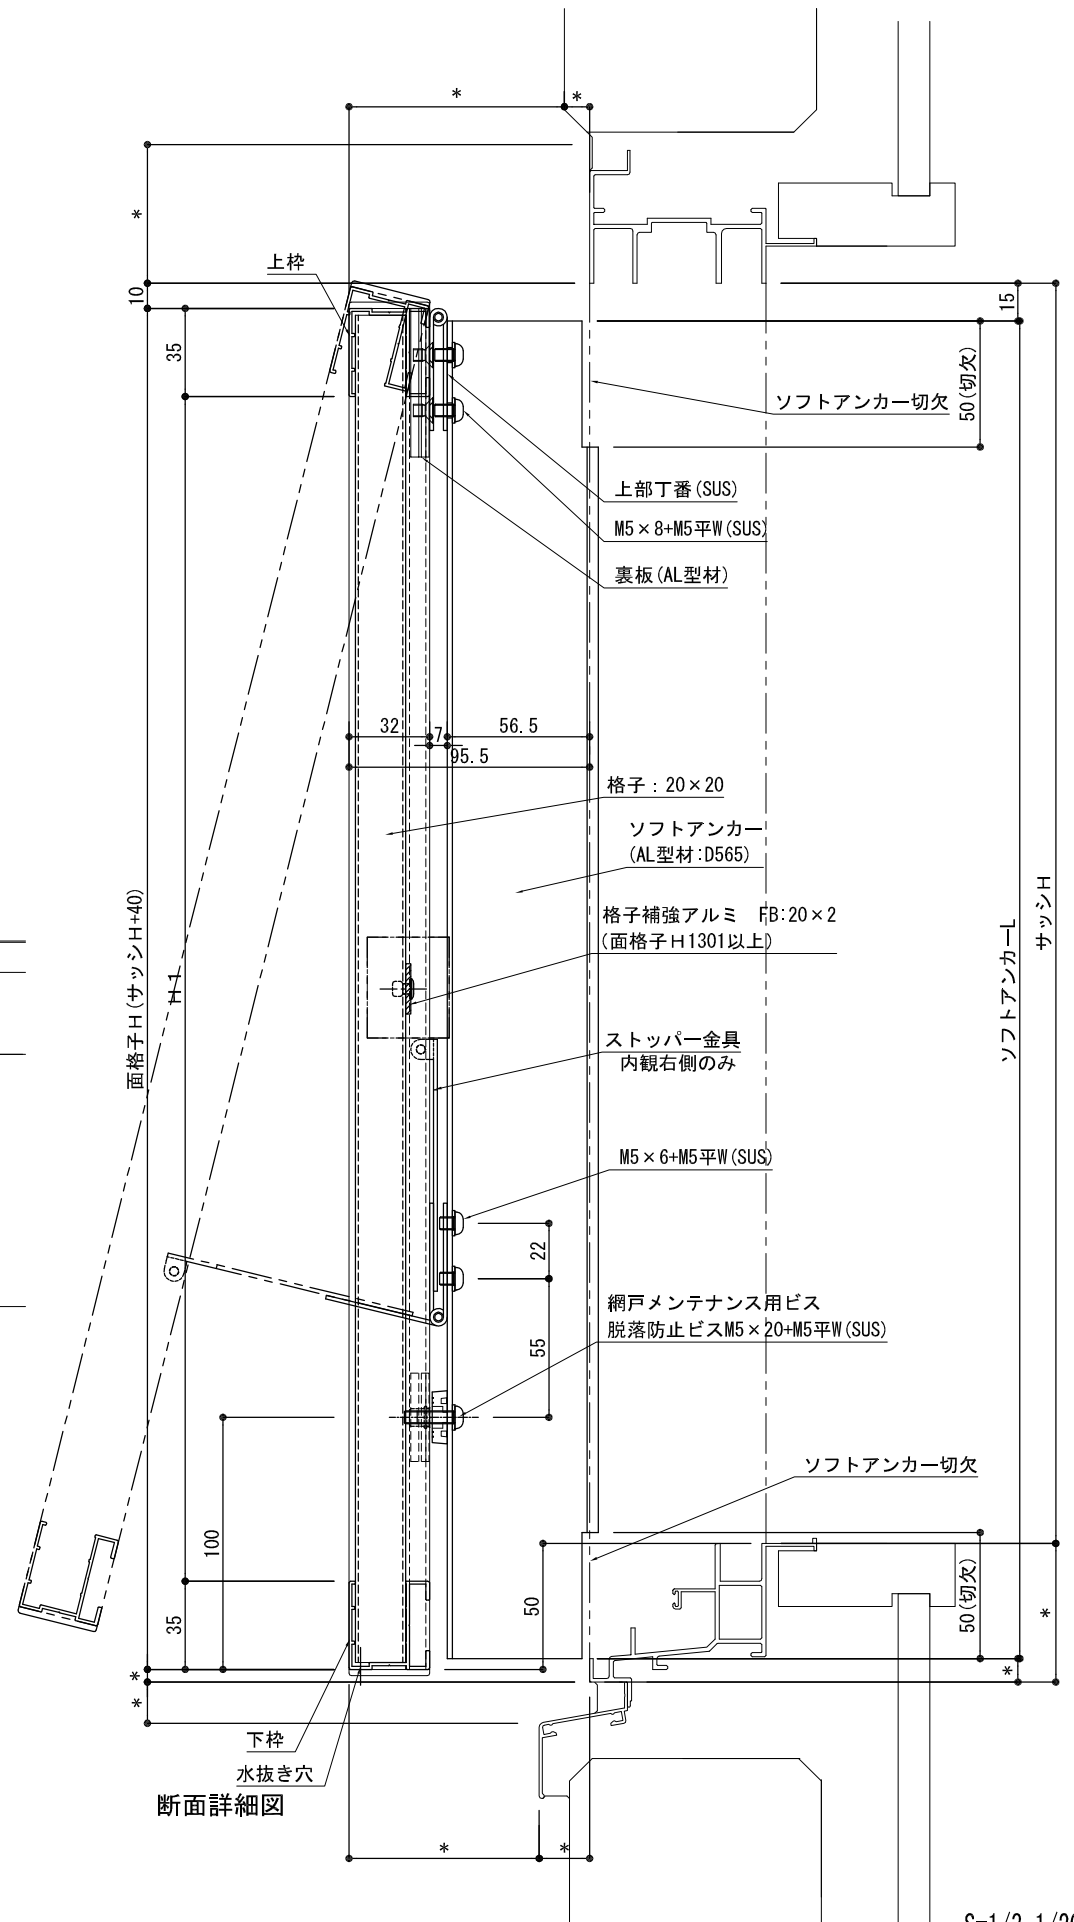 *
*
*
上枠
10
15
35
50(切欠)
ソフトアンカー切欠
上部丁番(SUS)
M5×8+M5平W(SUS)
裏板(AL型材)
32
7
56.5
95.5
格子：20×20
ソフトアンカー
(AL型材:D565)
格子補強アルミ　FB:20×2
(面格子H1301以上)
面格子H(サッシH+40)
H1
ソフトアンカーL
サッシH
ストッパー金具
内観右側のみ
M5×6+M5平W(SUS)
22
55
網戸メンテナンス用ビス
脱落防止ビスM5×20+M5平W(SUS)
ソフトアンカー切欠
100
50
50(切欠)
35
*
*
*
*
下枠
水抜き穴
断面詳細図
*
*